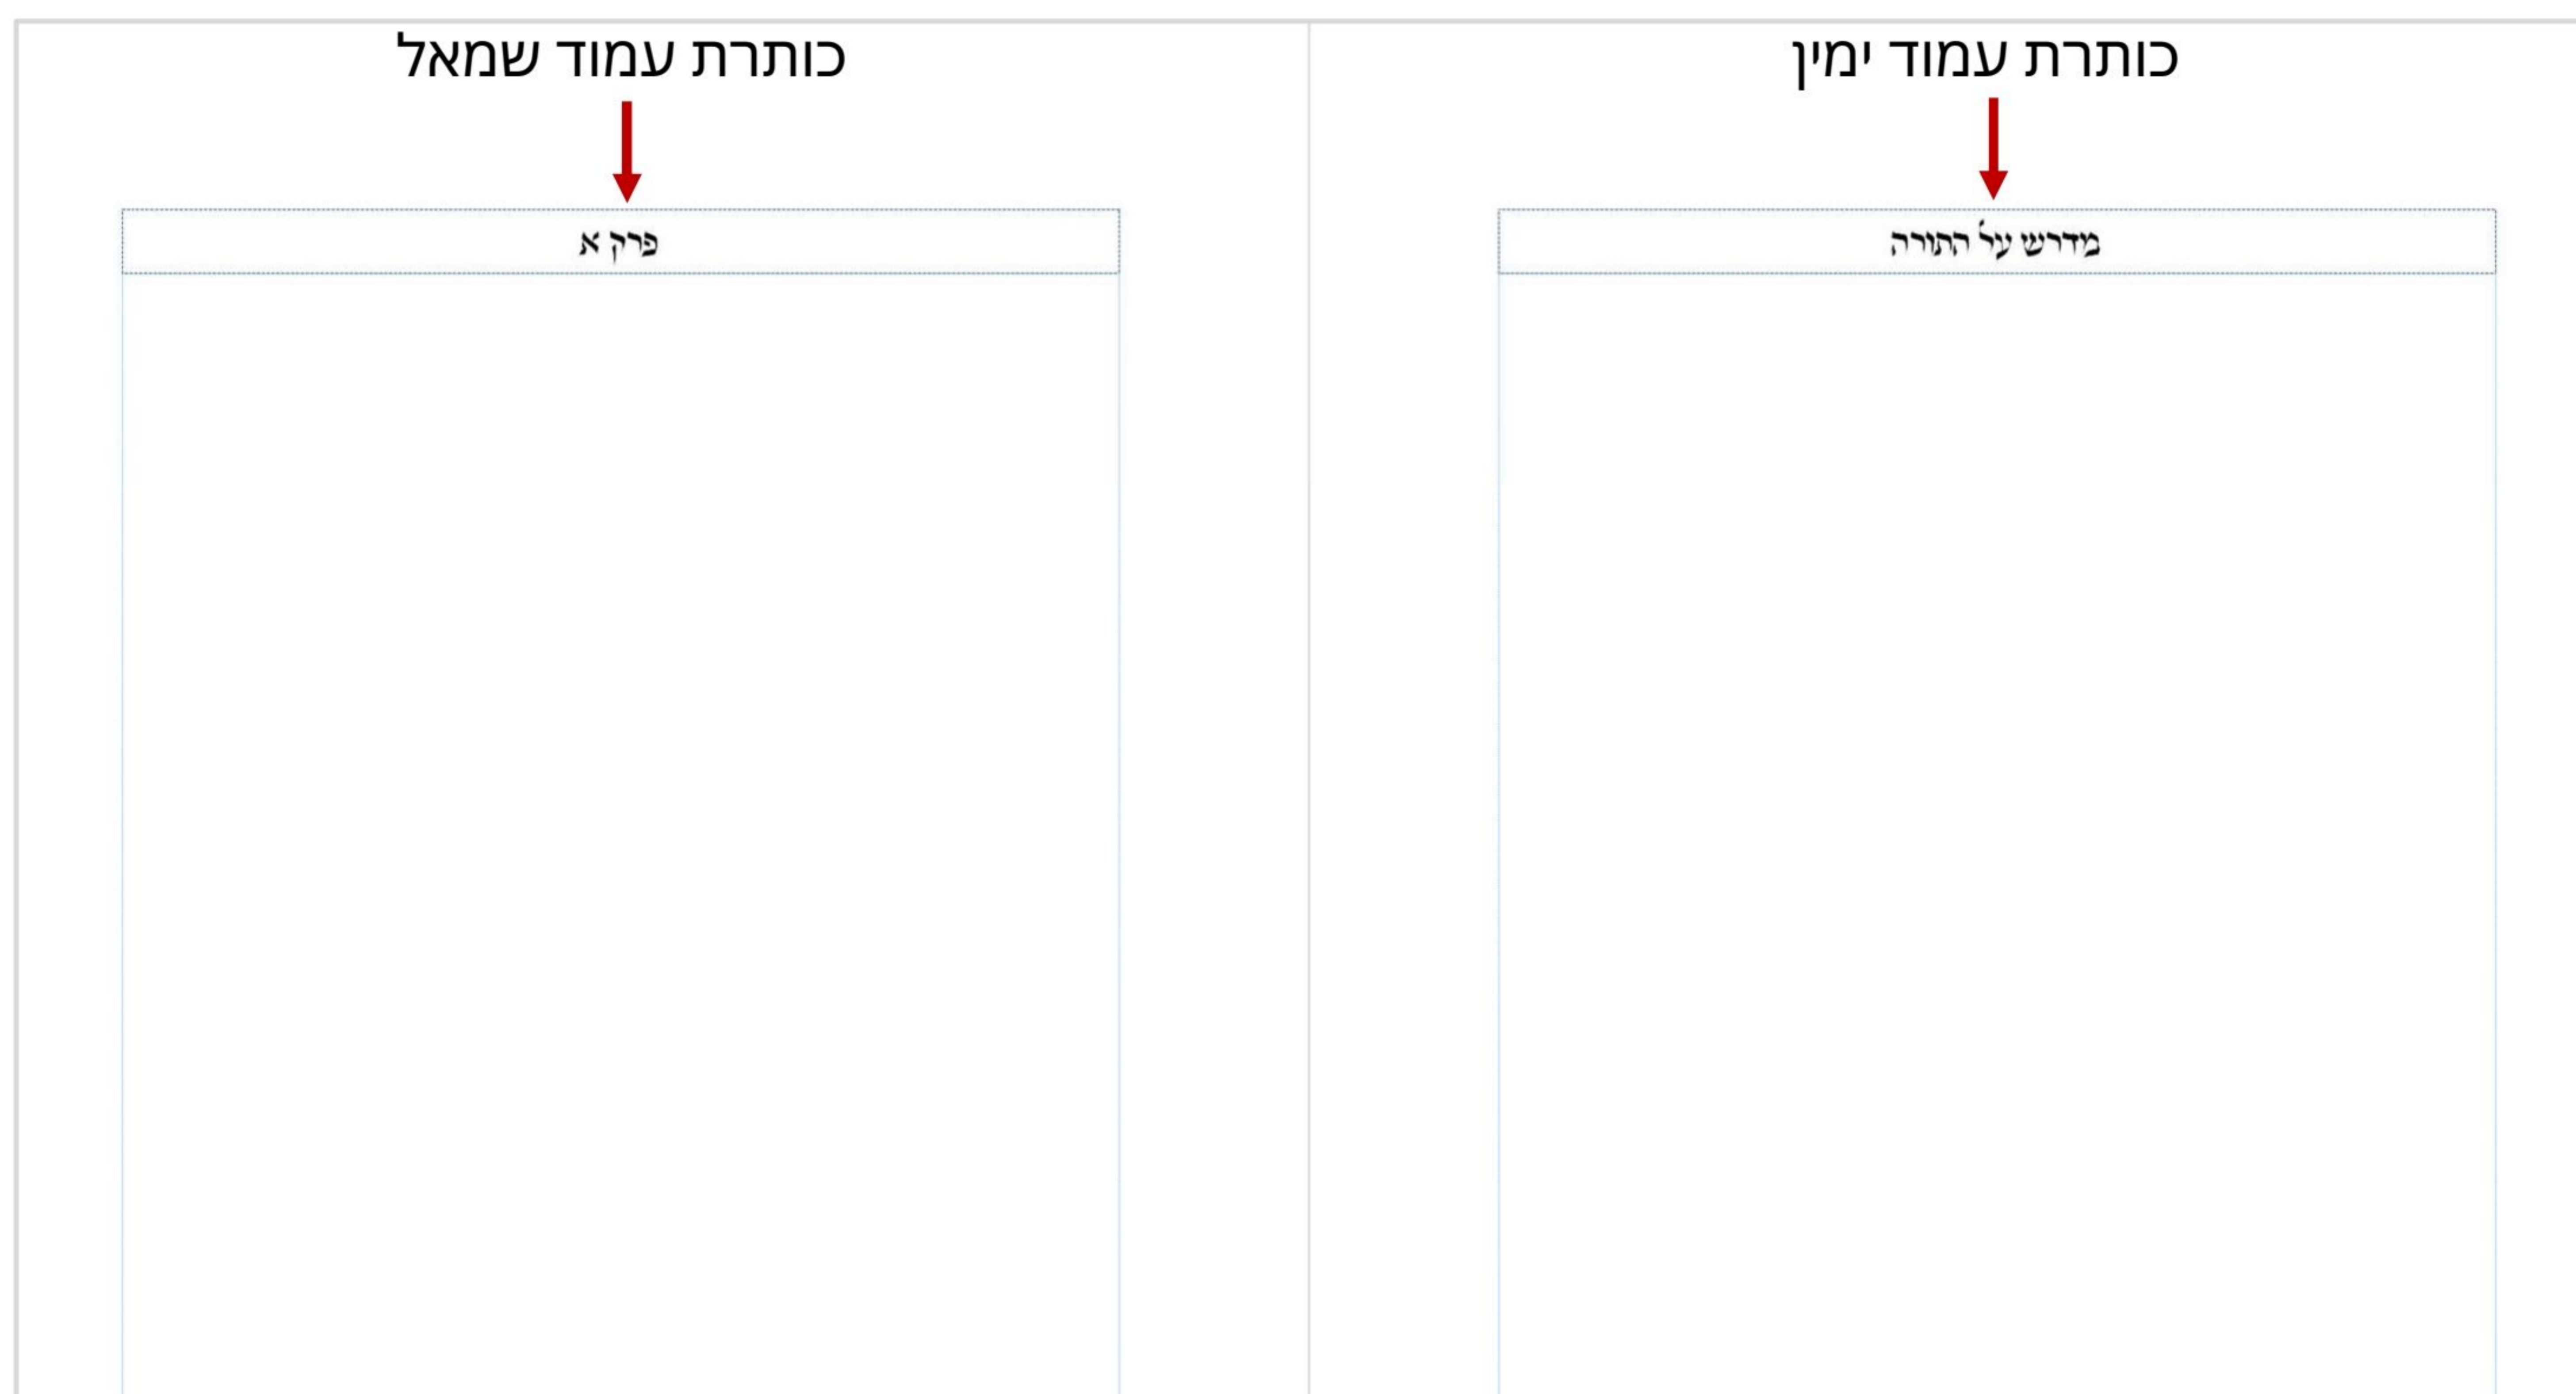 כותרת עמוד ימין
מדרש על התורה
כותרת עמוד שמאל
פרק א